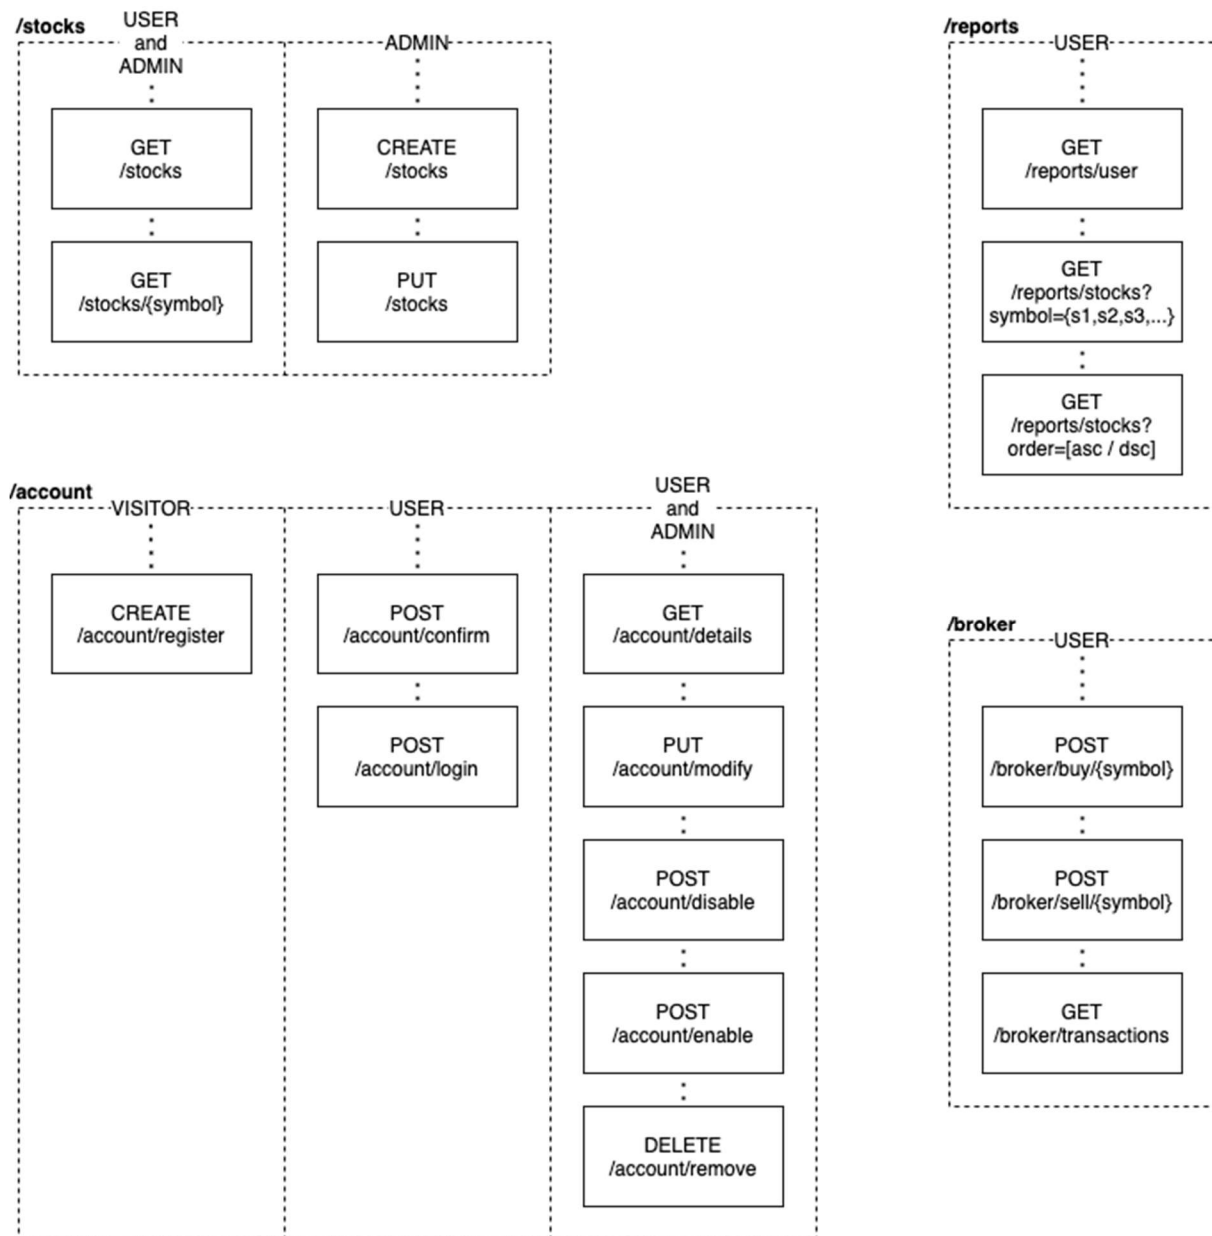 /stocks
USER
and
ADMIN
GET
/stocks
GET
/stocks/{symbol}
ADMIN
CREATE
/stocks
PUT
/stocks
/reports
USER
GET
/reports/user
GET
/reports/stocks?
symbol={s1,s2,s3,...}
GET
/reports/stocks?
order=[asc / dsc]
/account
VISITOR
CREATE
/account/register
USER
POST
/account/confirm
POST
/account/login
USER
and
ADMIN
GET
/account/details
PUT
/account/modify
POST
/account/disable
POST
/account/enable
DELETE
/account/remove
/broker
USER
POST
/broker/buy/{symbol}
POST
/broker/sell/{symbol}
GET
/broker/transactions